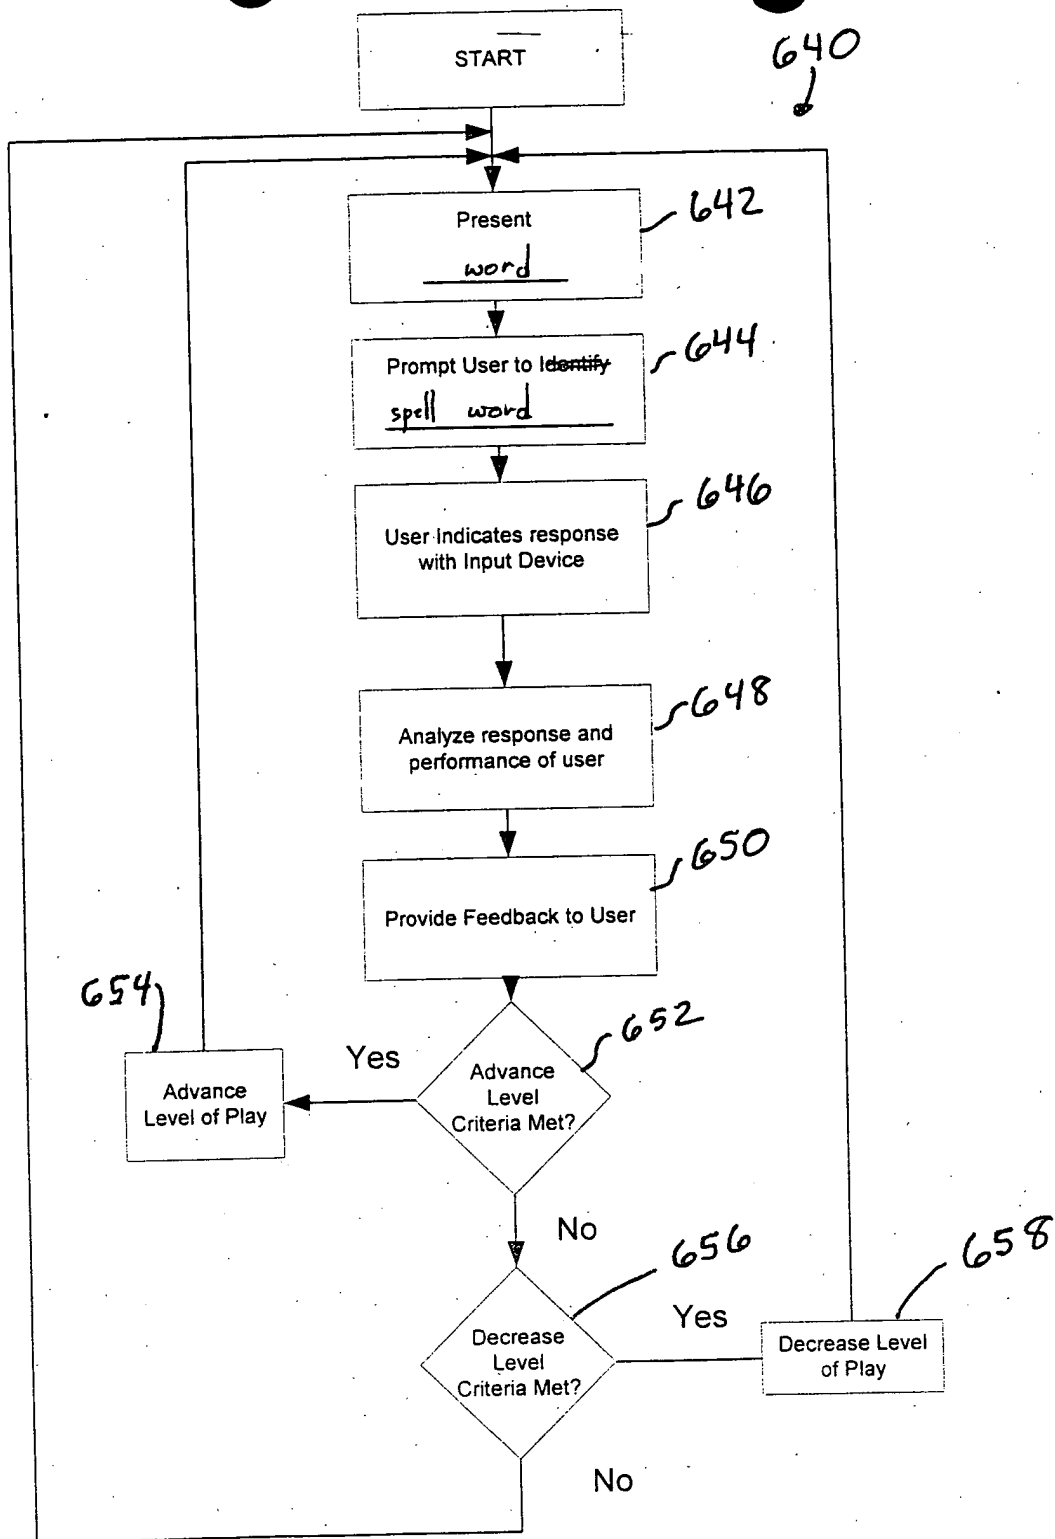 START
640
Present
word
642
Prompt User to Identify
spell word
644
User Indicates response
with Input Device
646
Analyze response and
performance of user
648
Provide Feedback to User
650
654
Yes
Advance
Level
Criteria Met?
652
Advance
Level of Play
No
656
658
Yes
Decrease
Level
Criteria Met?
Decrease Level
of Play
No